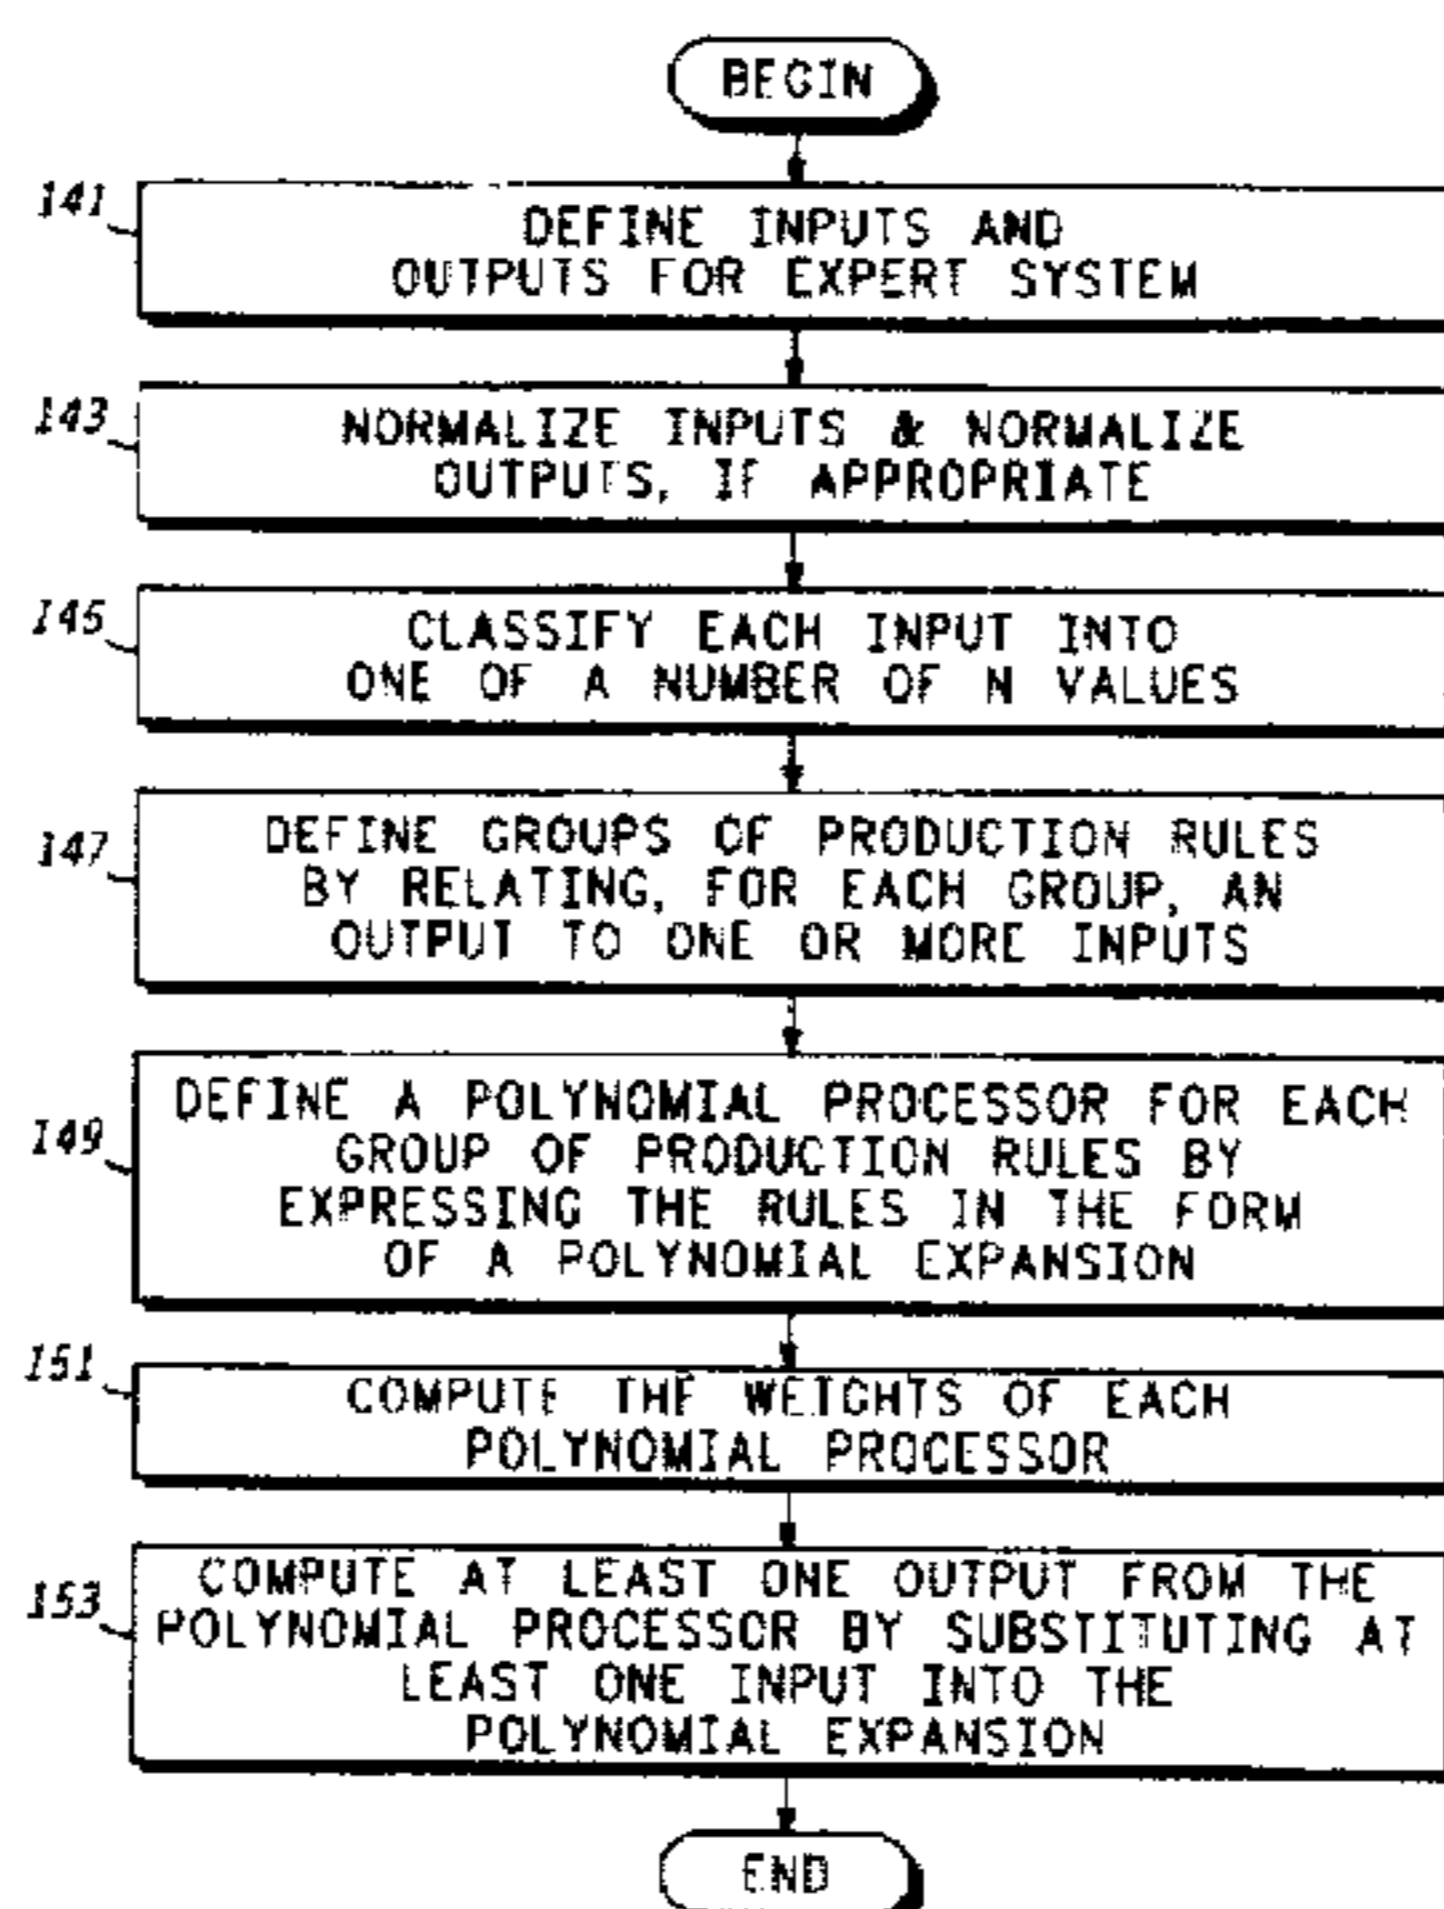 BEGIN
141
DEFINE INPUTS AND
OUTPUTS FOR EXPERT SYSTEM
143
NORMALIZE INPUTS & NORMALIZE
OUTPUTS, IF APPROPRIATE
145
CLASSIFY EACH INPUT INTO
ONE OF A NUMBER OF N VALUES
147
DEFINE GROUPS OF PRODUCTION RULES
BY RELATING, FOR EACH GROUP, AN
OUTPUT TO ONE OR MORE INPUTS
149
DEFINE A POLYNOMIAL PROCESSOR FOR EACH
GROUP OF PRODUCTION RULES BY
EXPRESSING THE RULES IN THE FORM
OF A POLYNOMIAL EXPANSION
151
COMPUTE THE WEIGHTS OF EACH
POLYNOMIAL PROCESSOR
153
COMPUTE AT LEAST ONE OUTPUT FROM THE
POLYNOMIAL PROCESSOR BY SUBSTITUTING AT
LEAST ONE INPUT INTO THE
POLYNOMIAL EXPANSION
END